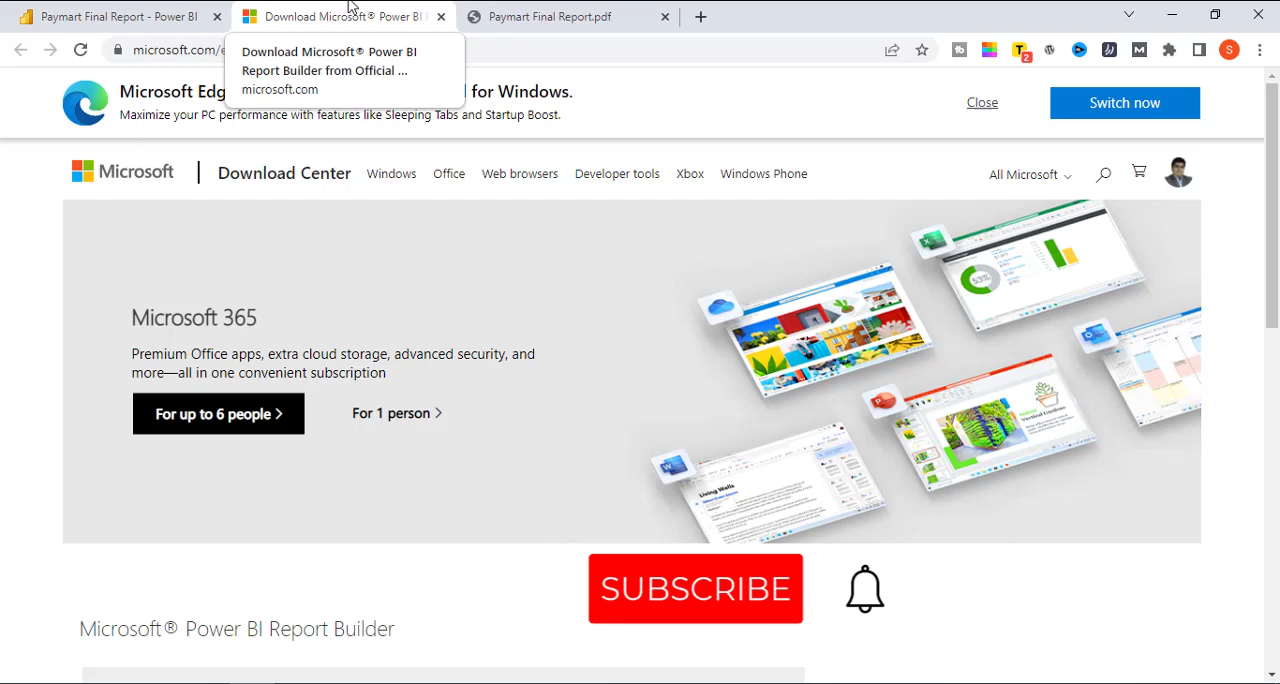 Paymart Final Report - Power BI
Download Microsoft® Power BI
Paymart Final Report.pdf
microsoft.com/e
T
2
M
S
Download Microsoft® Power BI
Report Builder from Official ...
microsoft.com
Microsoft Edg
for Windows.
Maximize your PC performance with features like Sleeping Tabs and Startup Boost.
Close
Switch now
Microsoft
Download Center
Windows
Office
Web browsers
Developer tools
Xbox
Windows Phone
All Microsoft
Microsoft 365
Premium Office apps, extra cloud storage, advanced security, and
more—all in one convenient subscription
For up to 6 people
For 1 person
Living Walls
SUBSCRIBE
Microsoft® Power BI Report Builder